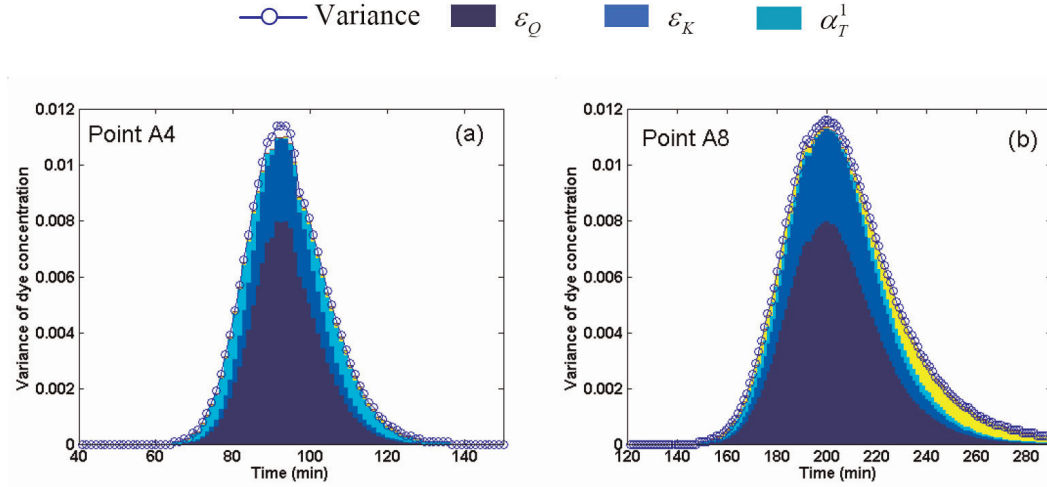 Variance ε_Q ε_K α_T^1
Point A4 (a)
Variance of dye concentration
0.012
0.01
0.008
0.006
0.004
0.002
0
40 60 80 100 120 140
Time (min)
Point A8 (b)
Variance of dye concentration
0.012
0.01
0.008
0.006
0.004
0.002
0
120 140 160 180 200 220 240 260 280
Time (min)